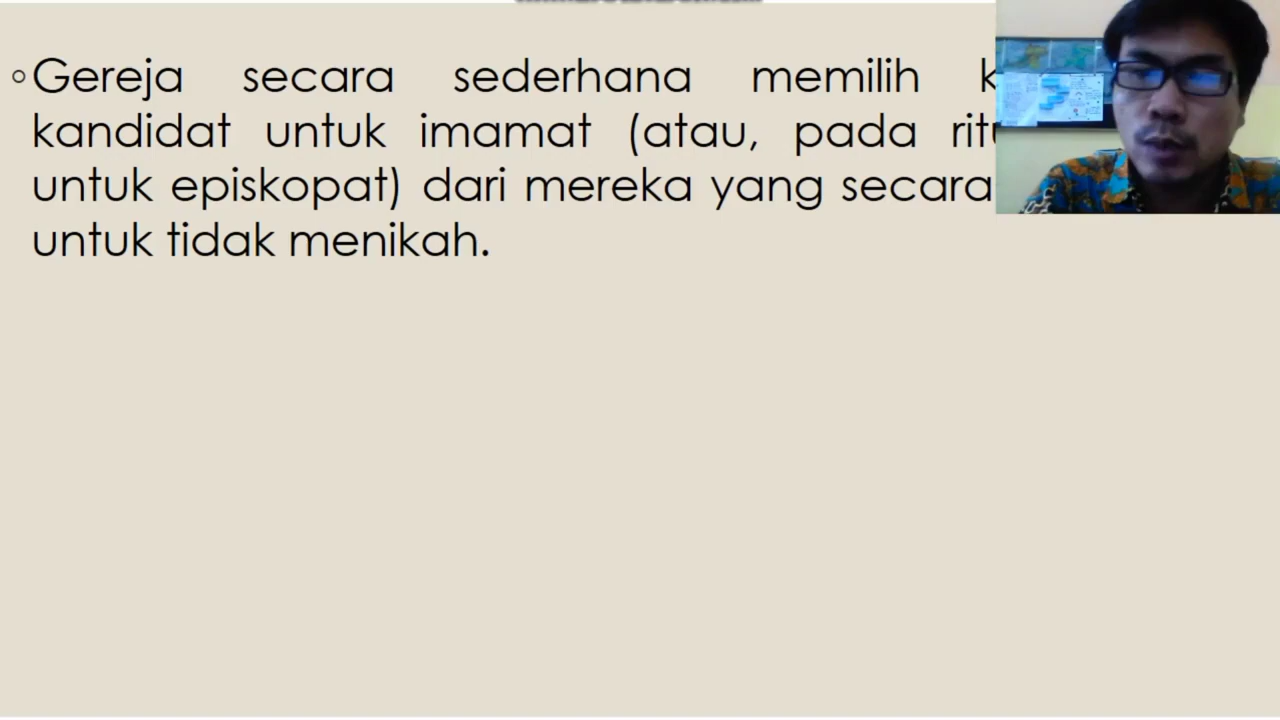 Gereja secara sederhana memilih
kandidat untuk imamat (atau, pada
untuk episkopat) dari mereka yang secara
untuk tidak menikah.